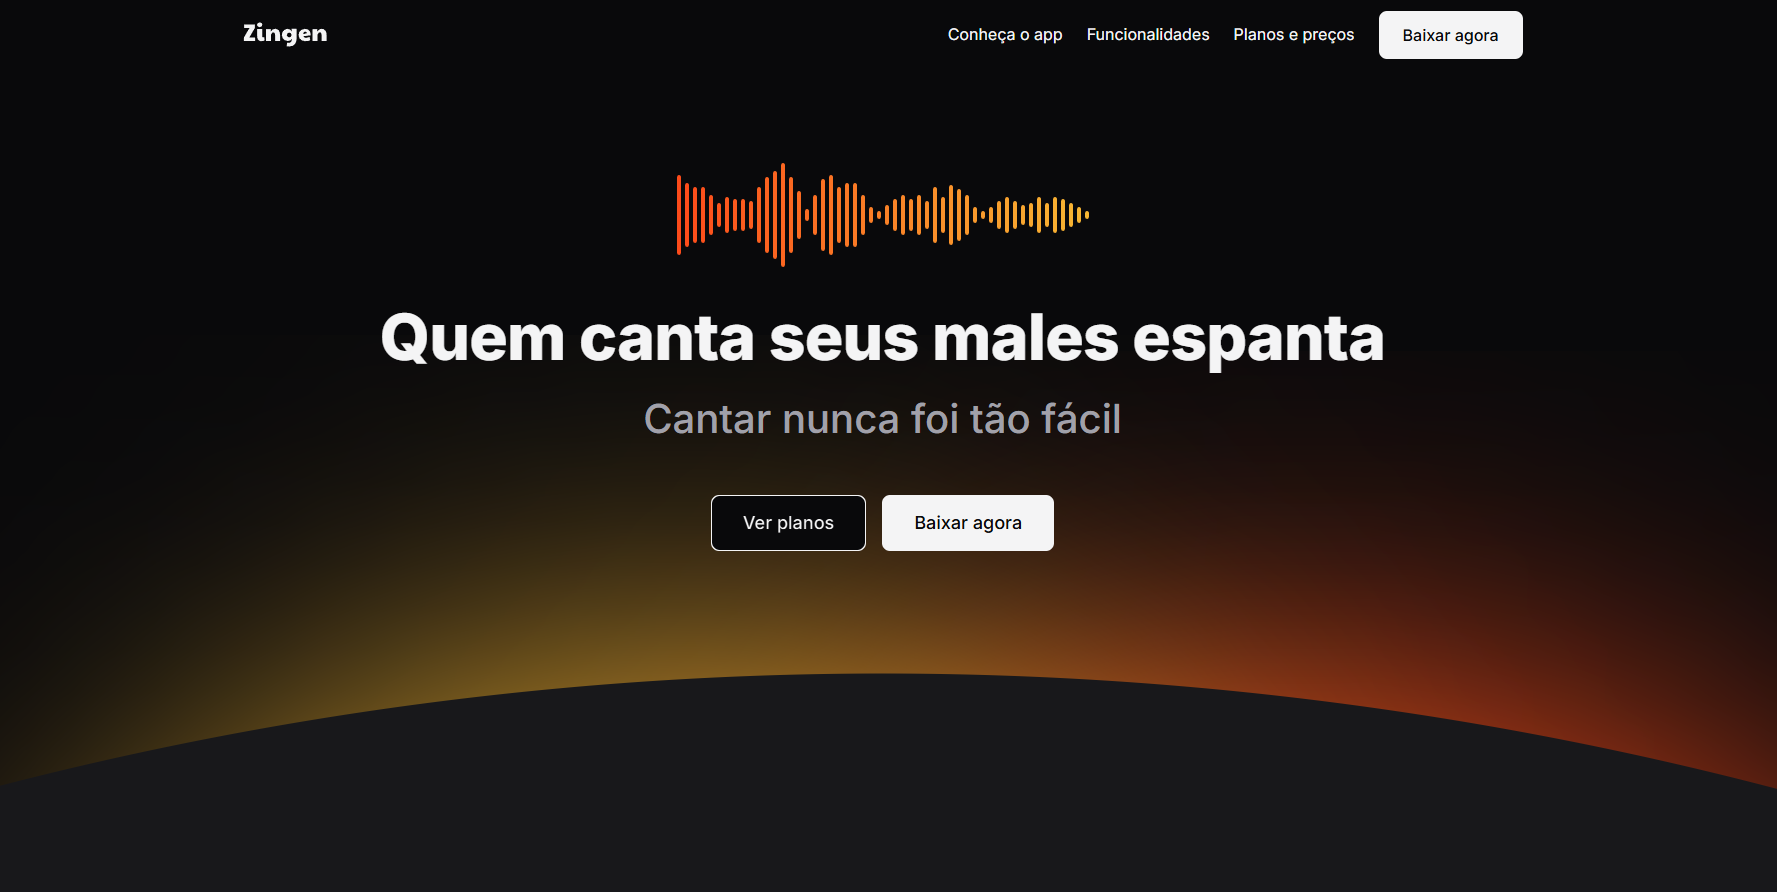 Zingen
Conheça o app
Funcionalidades
Planos e preços
Baixar agora
Quem canta seus males espanta
Cantar nunca foi tão fácil
Ver planos
Baixar agora